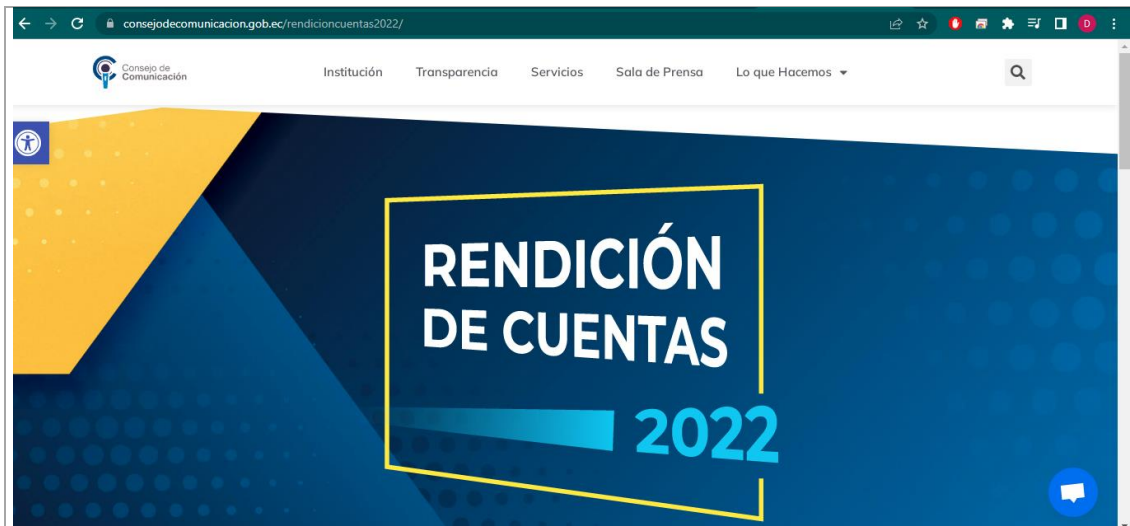 consejodecomunicacion.gob.ec/rendicioncuentas2022/
D
Consejo de
Comunicación
Institución Transparencia Servicios Sala de Prensa Lo que Hacemos
RENDICIÓN
DE CUENTAS
2022